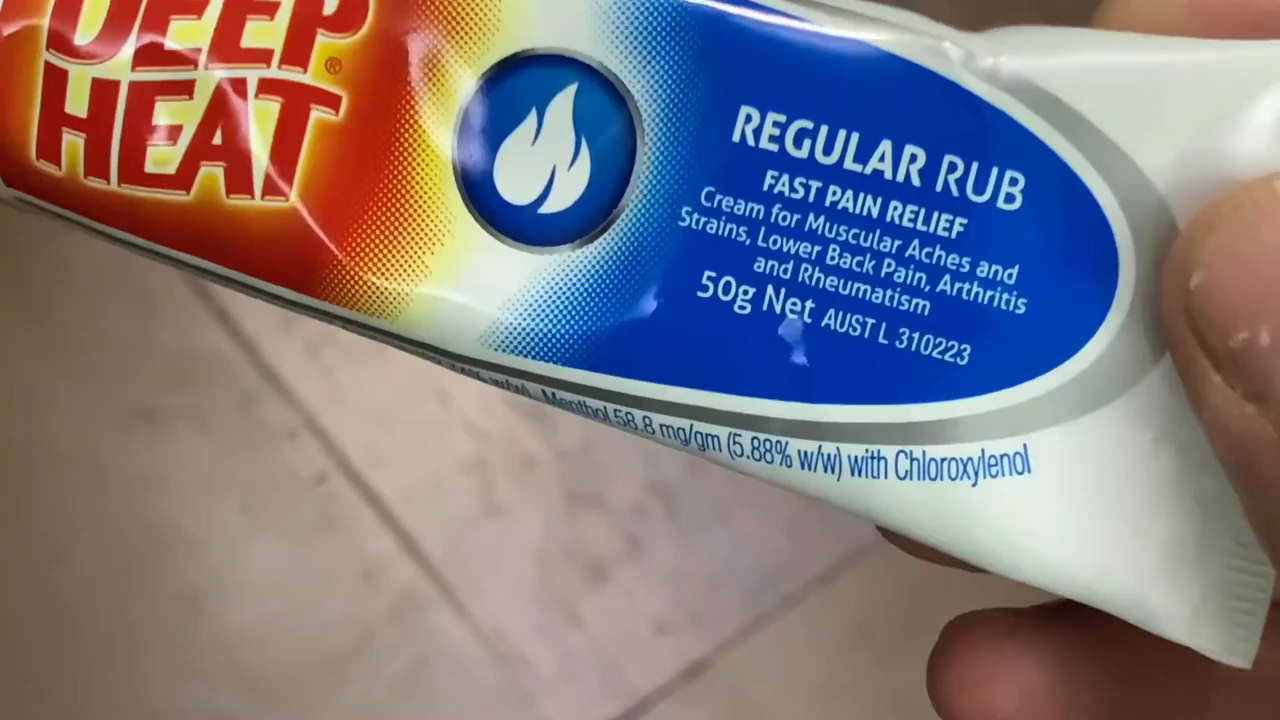 DEEP
HEAT®
REGULAR RUB
FAST PAIN RELIEF
Cream for Muscular Aches and
Strains, Lower Back Pain, Arthritis
and Rheumatism
50g Net AUST L 310223
w/w), Menthol 58.8 mg/gm (5.88% w/w) with Chloroxylenol